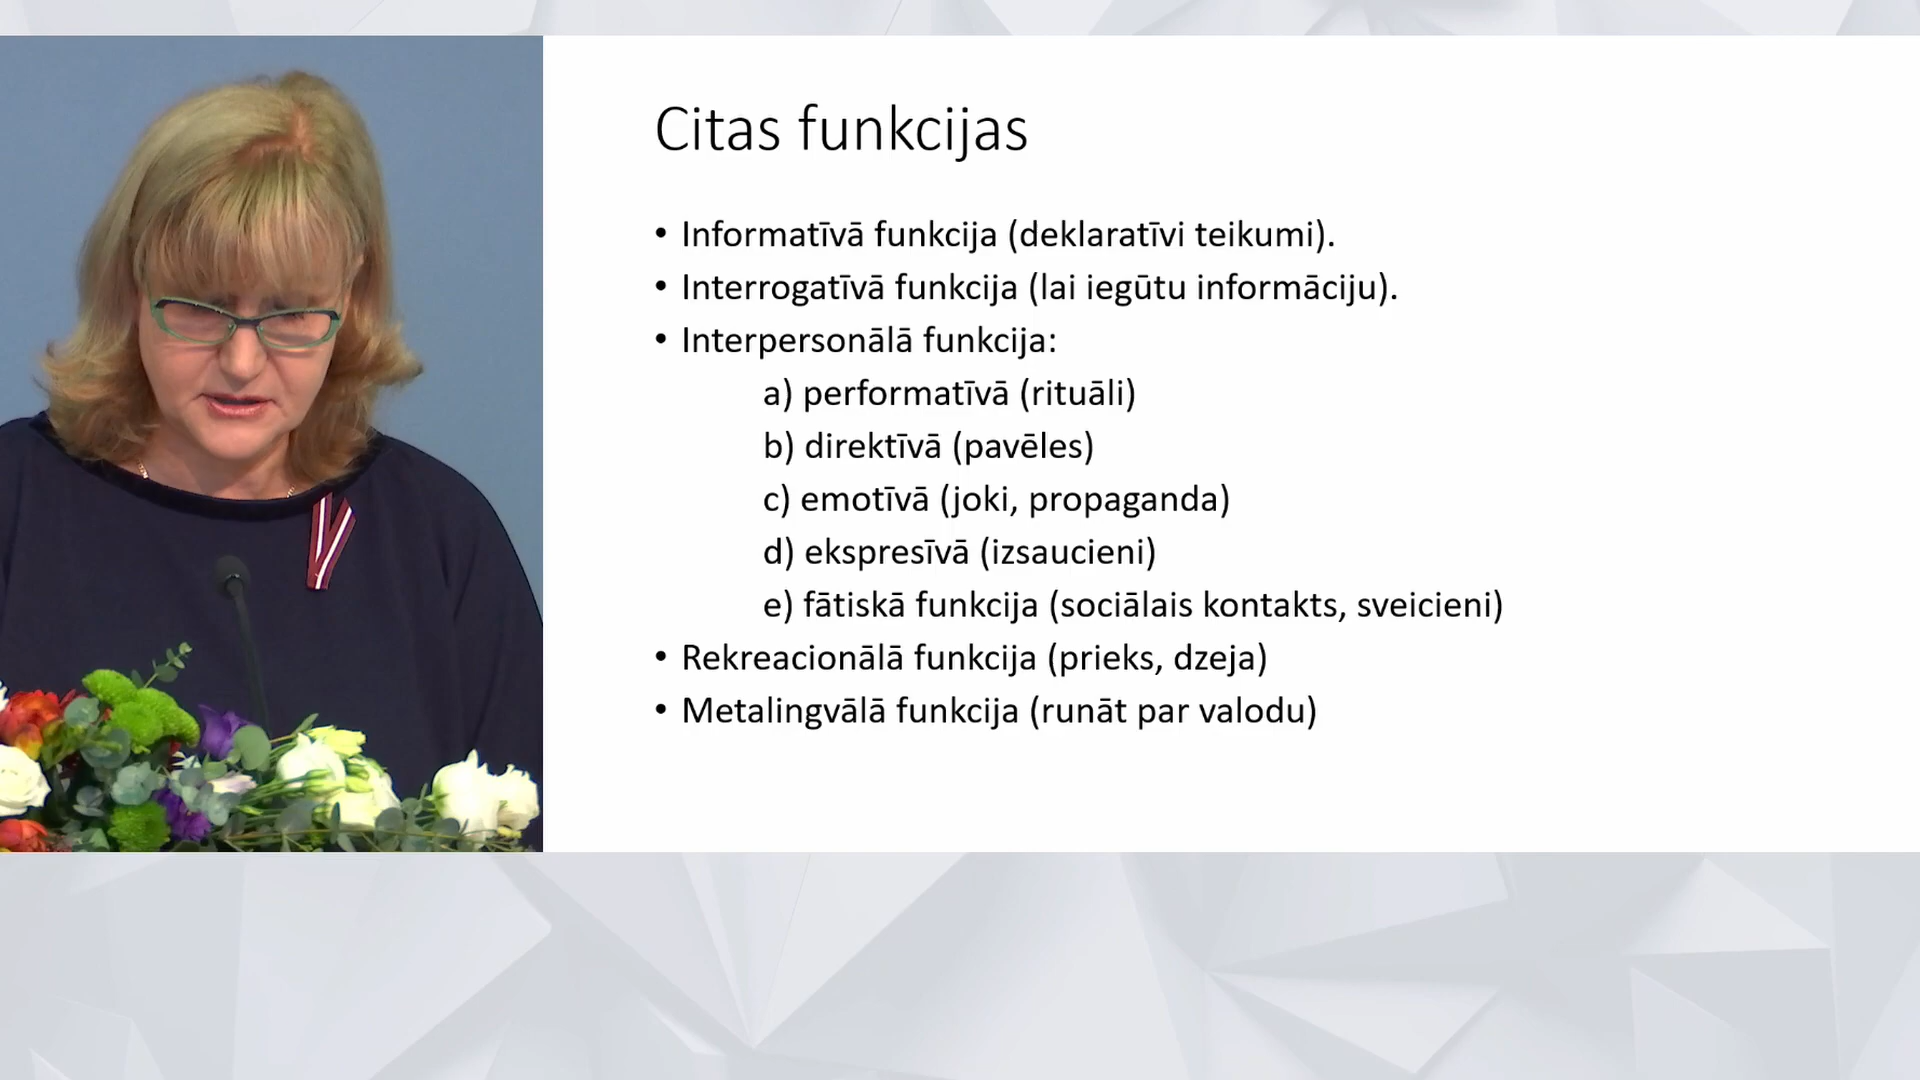 Citas funkcijas
• Informatīvā funkcija (deklaratīvi teikumi).
• Interrogatīvā funkcija (lai iegūtu informāciju).
• Interpersonālā funkcija:
a) performatīvā (rituāli)
b) direktīvā (pavēles)
c) emotīvā (joki, propaganda)
d) ekspresīvā (izsaucieni)
e) fātiskā funkcija (sociālais kontakts, sveicieni)
• Rekreacionālā funkcija (prieks, dzeja)
• Metalingvālā funkcija (runāt par valodu)